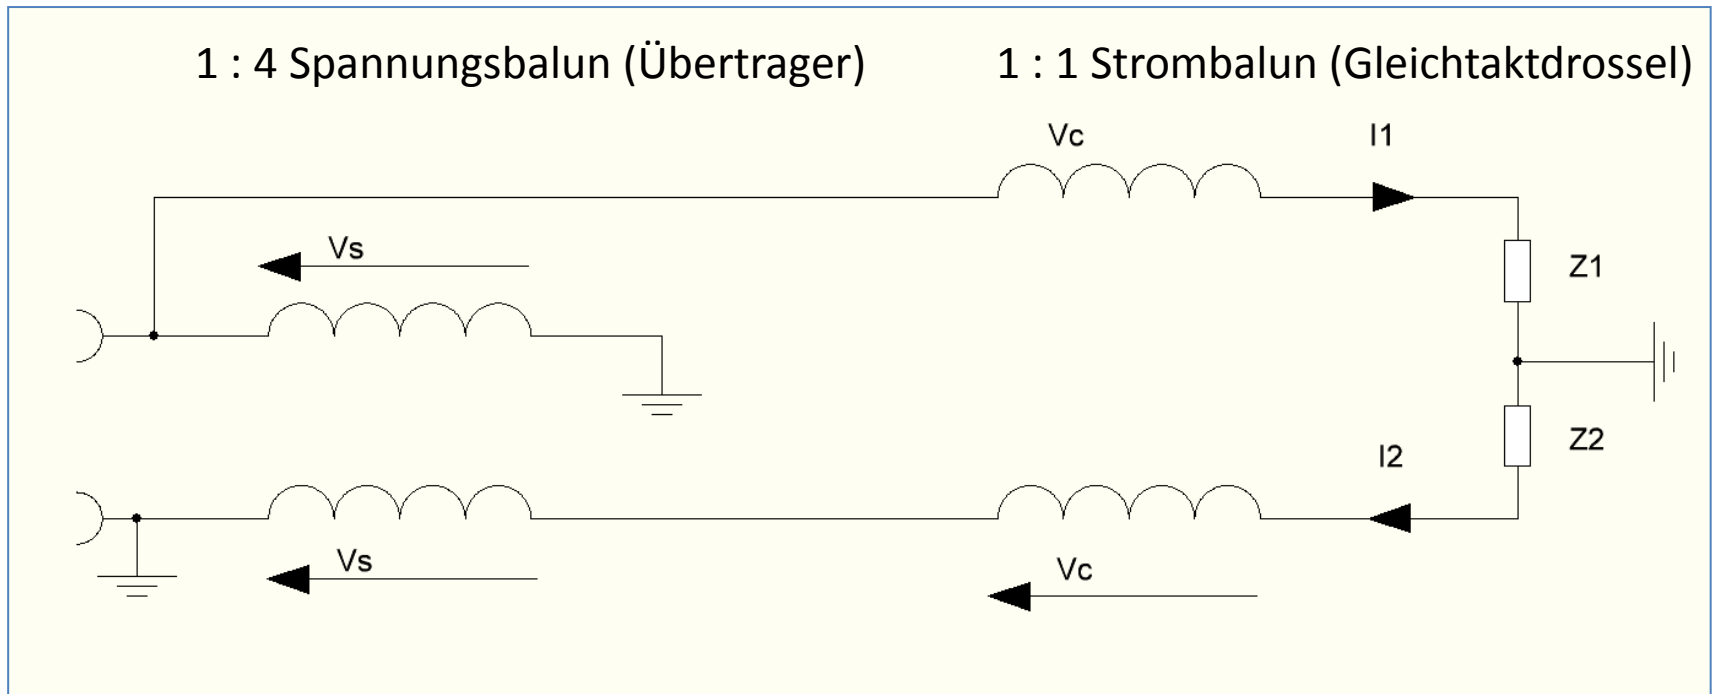 1 : 4 Spannungsbalun (Übertrager)
1 : 1 Strombalun (Gleichtaktdrossel)
Vc
I1
Vs
Z1
I2
Z2
Vs
Vc